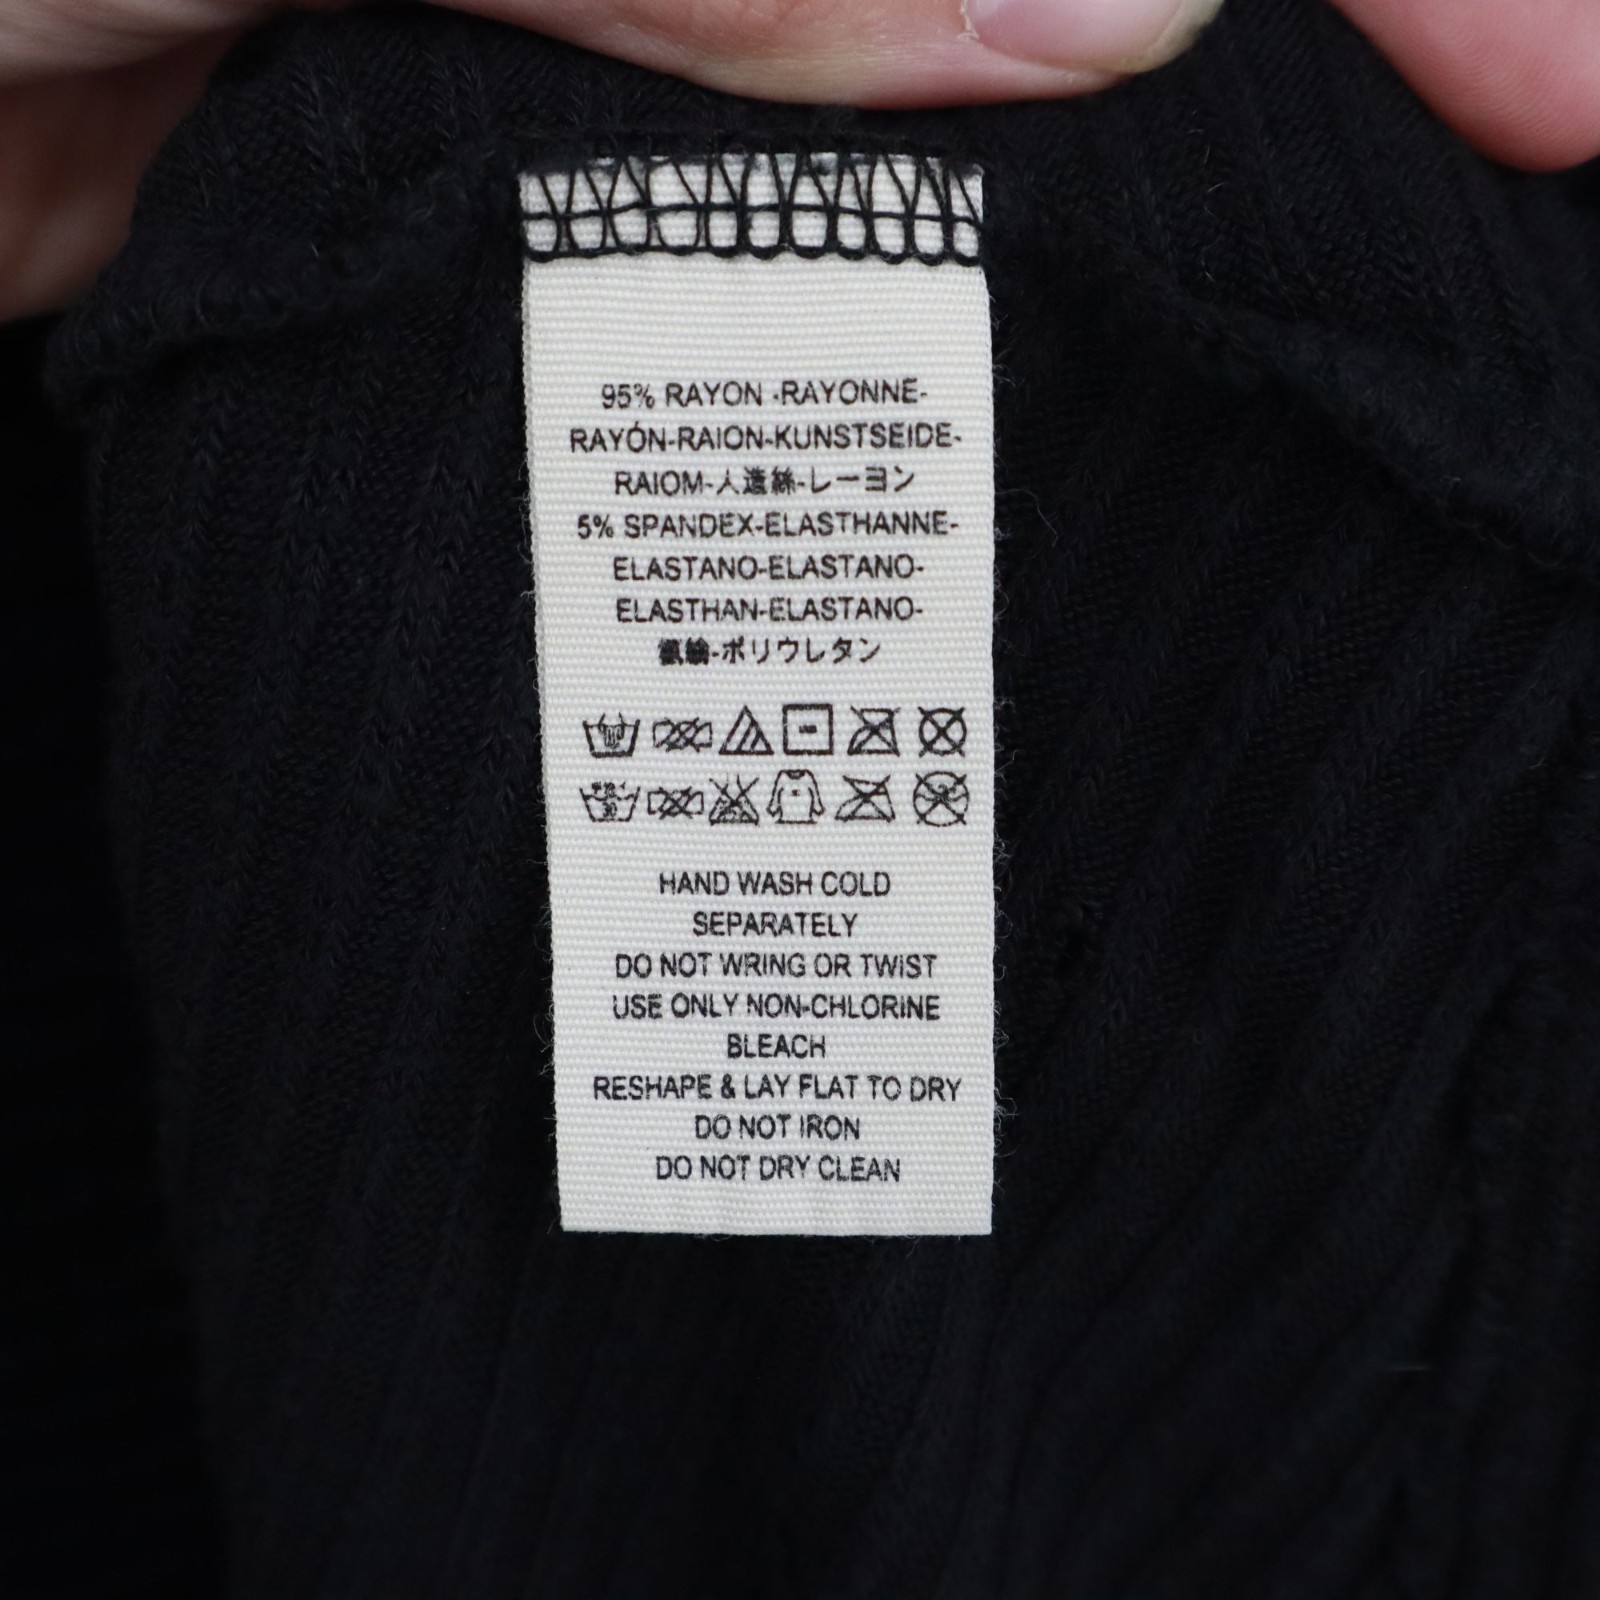 95% RAYON -RAYONNE-
RAYÓN-RAION-KUNSTSEIDE-
RAIOM-人造絲-レーヨン
5% SPANDEX-ELASTHANNE-
ELASTANO-ELASTANO-
ELASTHAN-ELASTANO-
-ポリウレタン
HAND WASH COLD
SEPARATELY
DO NOT WRING OR TWIST
USE ONLY NON-CHLORINE
BLEACH
RESHAPE & LAY FLAT TO DRY
DO NOT IRON
DO NOT DRY CLEAN